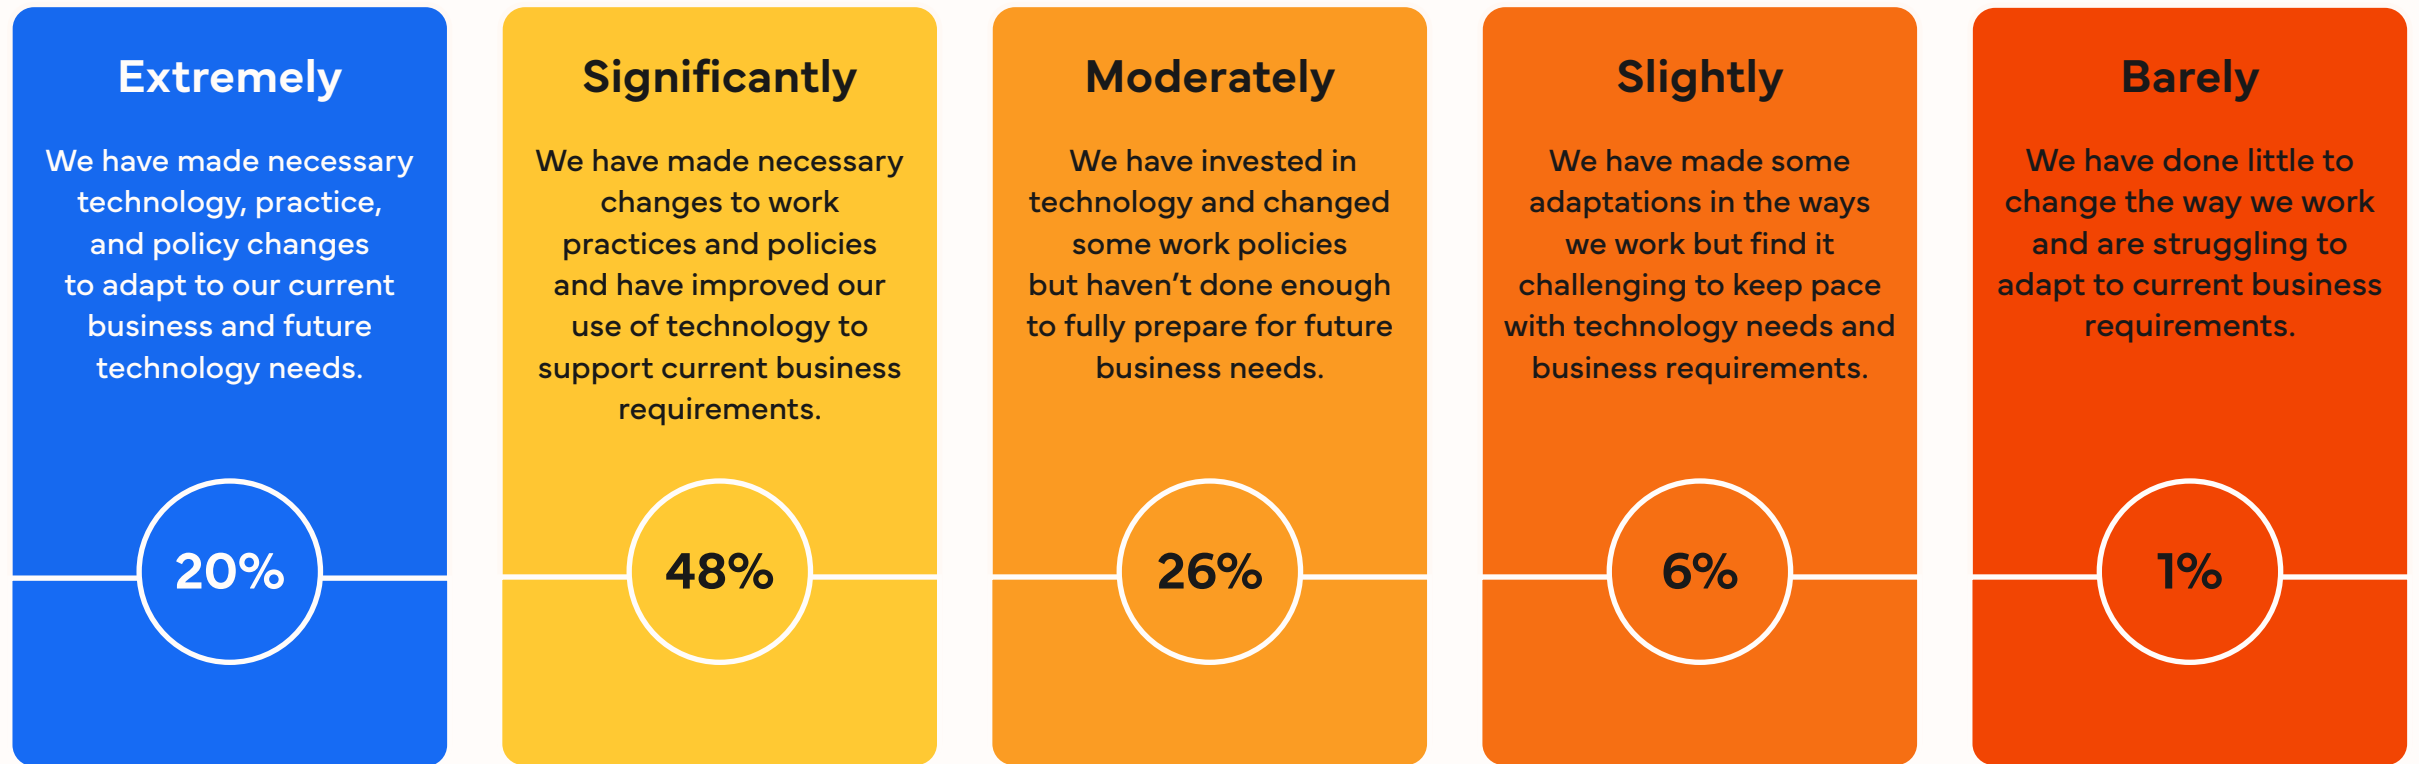 Extremely
We have made necessary
technology, practice,
and policy changes
to adapt to our current
business and future
technology needs.
20%
Significantly
We have made necessary
changes to work
practices and policies
and have improved our
use of technology to
support current business
requirements.
48%
Moderately
We have invested in
technology and changed
some work policies
but haven’t done enough
to fully prepare for future
business needs.
26%
Slightly
We have made some
adaptations in the ways
we work but find it
challenging to keep pace
with technology needs and
business requirements.
6%
Barely
We have done little to
change the way we work
and are struggling to
adapt to current business
requirements.
1%